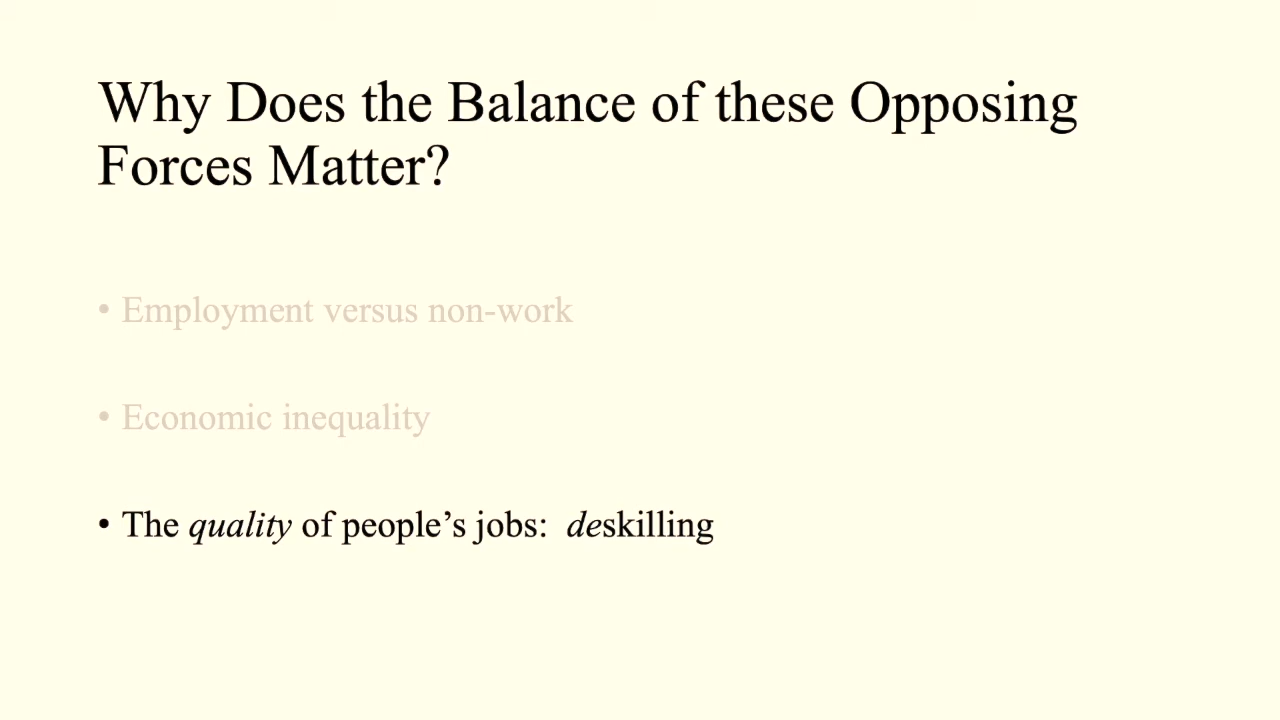 Why Does the Balance of these Opposing
Forces Matter?
• Employment versus non-work
• Economic inequality
• The quality of people’s jobs: deskilling